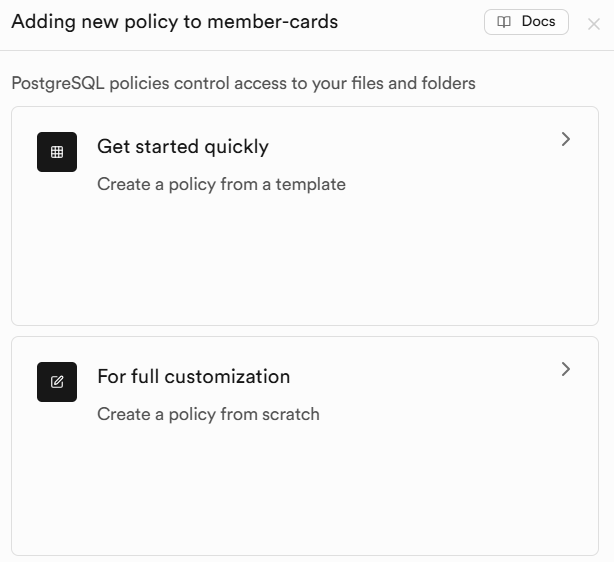 Adding new policy to member-cards
Docs
PostgreSQL policies control access to your files and folders
Get started quickly
Create a policy from a template
For full customization
Create a policy from scratch